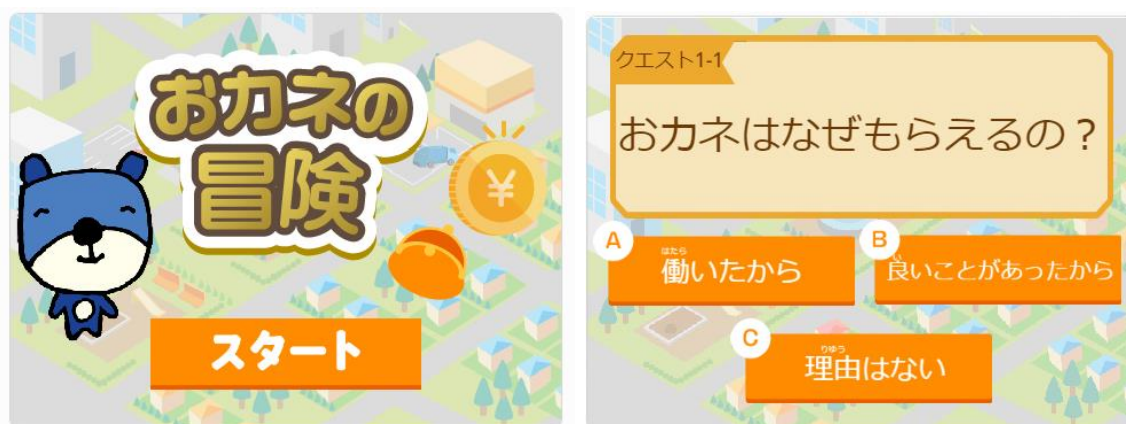 おカネの
冒険
¥
スタート
クエスト1-1
おカネはなぜもらえるの？
A
はたら
働いたから
B
い
良いことがあったから
C
りゆう
理由はない